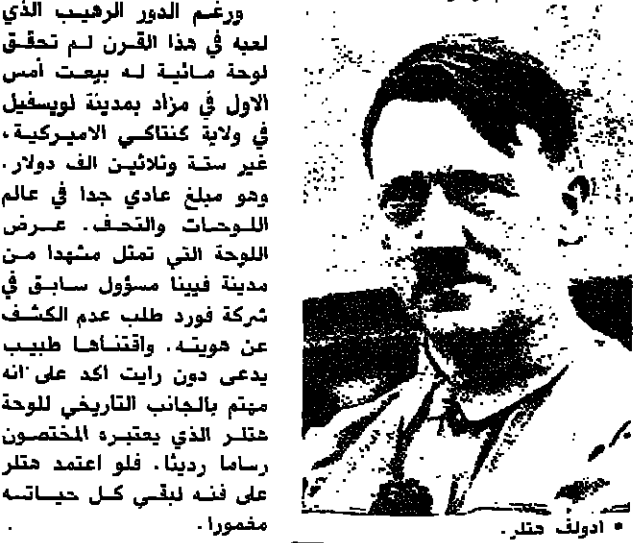 ورغم الدور الرهيب الذي
لعبه في هذا القرن لم تحقق
لوحة مائية له بيعت أمس
الاول في مزاد بمدينة لويسفيل
في ولاية كنتاكي الاميركية،
غير ستة وثلاثين الف دولار.
وهو مبلغ عادي جدا في عالم
اللوحات والتحف. عرض
اللوحة التي تمثل مشهدا من
مدينة فيينا مسؤول سابق في
شركة فورد طلب عدم الكشف
عن هويته. واقتناها طبيب
يدعى دون رايت اكد على انه
مهتم بالجانب التاريخي للوحة
هتلر الذي يعتبره المختصون
رساما رديئا. فلو اعتمد هتلر
على فنه لبقي كل حياته
مغمورا.
• ادولف هتلر.